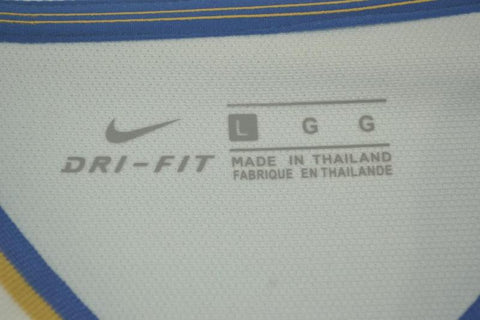 L G G
DRI-FIT
MADE IN THAILAND
FABRIQUE EN THAILANDE